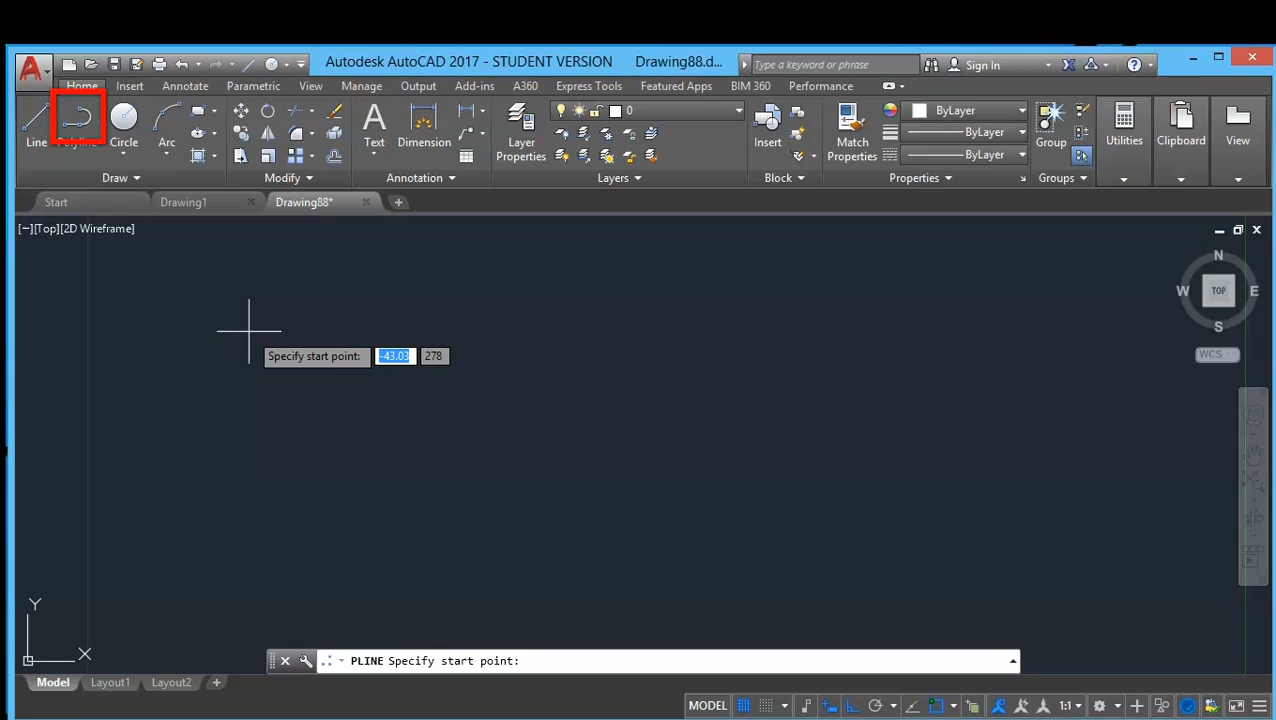 Autodesk AutoCAD 2017 - STUDENT VERSION Drawing88.d... Type a keyword or phrase Sign In
Home Insert Annotate Parametric View Manage Output Add-ins A360 Express Tools Featured Apps BIM 360 Performance
0 ByLayer
ByLayer
Line Polyline Circle Arc Text Dimension Layer Properties Insert Match Properties Group Utilities Clipboard View
ByLayer
Draw Modify Annotation Layers Block Properties Groups
Start Drawing1 Drawing88*
[−][Top][2D Wireframe]
N
W TOP E
S
WCS
Specify start point: -43.03 278
Y
X
PLINE Specify start point:
Model Layout1 Layout2
MODEL 1:1